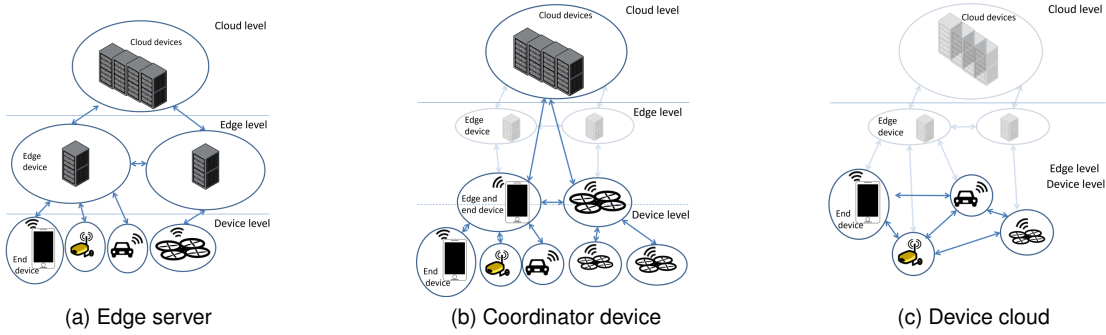 Cloud level
Cloud devices
Edge level
Edge
device
Device level
End
device
(a) Edge server
Cloud level
Cloud devices
Edge level
Edge
device
Edge and
end device
Device level
End
device
(b) Coordinator device
Cloud level
Cloud devices
Edge
device
Edge level
Device level
End
device
(c) Device cloud